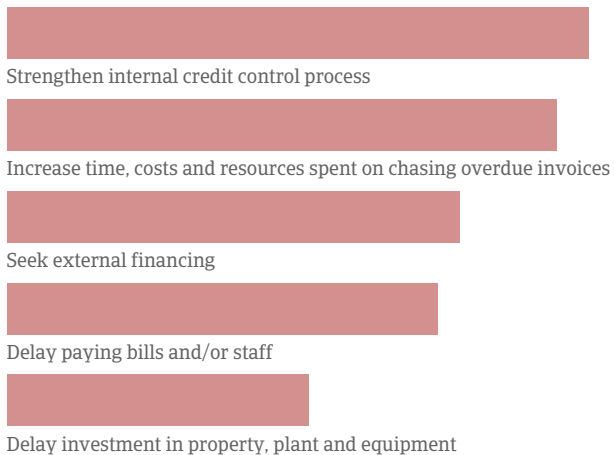 Strengthen internal credit control process
Increase time, costs and resources spent on chasing overdue invoices
Seek external financing
Delay paying bills and/or staff
Delay investment in property, plant and equipment